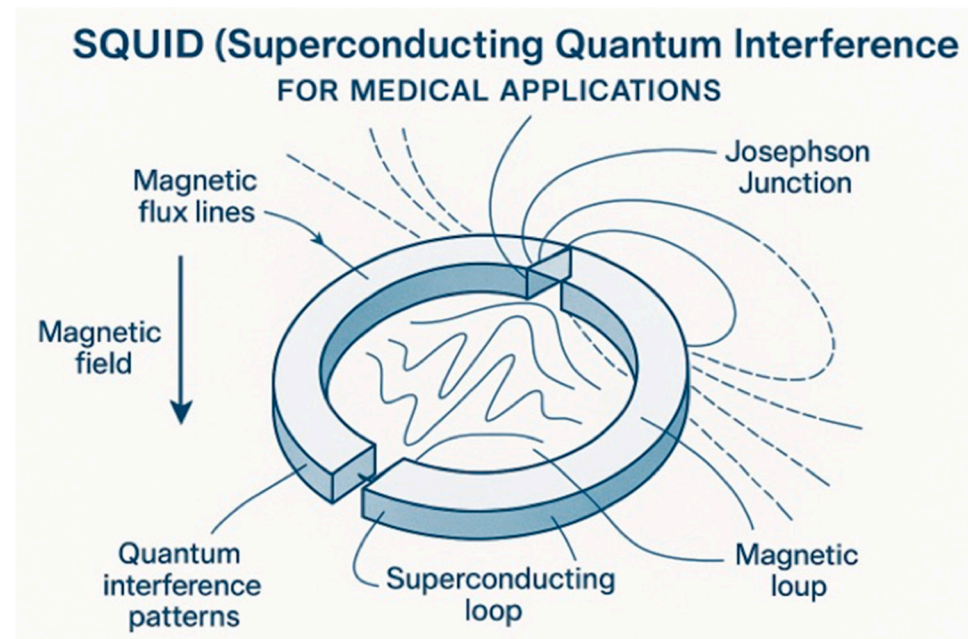 SQUID (Superconducting Quantum Interference
FOR MEDICAL APPLICATIONS
Josephson
Junction
Magnetic
flux lines
Magnetic
field
Quantum
interference
patterns
Superconducting
loop
Magnetic
loup